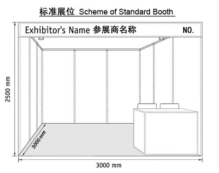 标准展位 Scheme of Standard Booth
Exhibitor's Name 参展商名称 NO.
2500 mm
3000mm
3000 mm